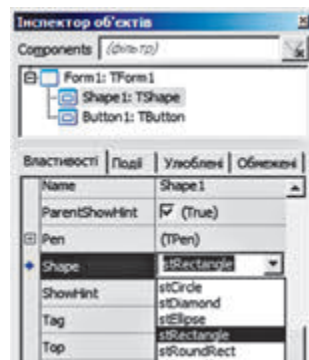 Інспектор об'єктів
Components (фильтр)
Form1: TForm1
Shape1: TShape
Button1: TButton
Властивості Події Улюблені Обмежені
Name Shape1
ParentShowHint (True)
Pen (TPen)
Shape stRectangle
ShowHint stCircle
stDiamond
Tag stEllipse
stRectangle
Top stRoundRect